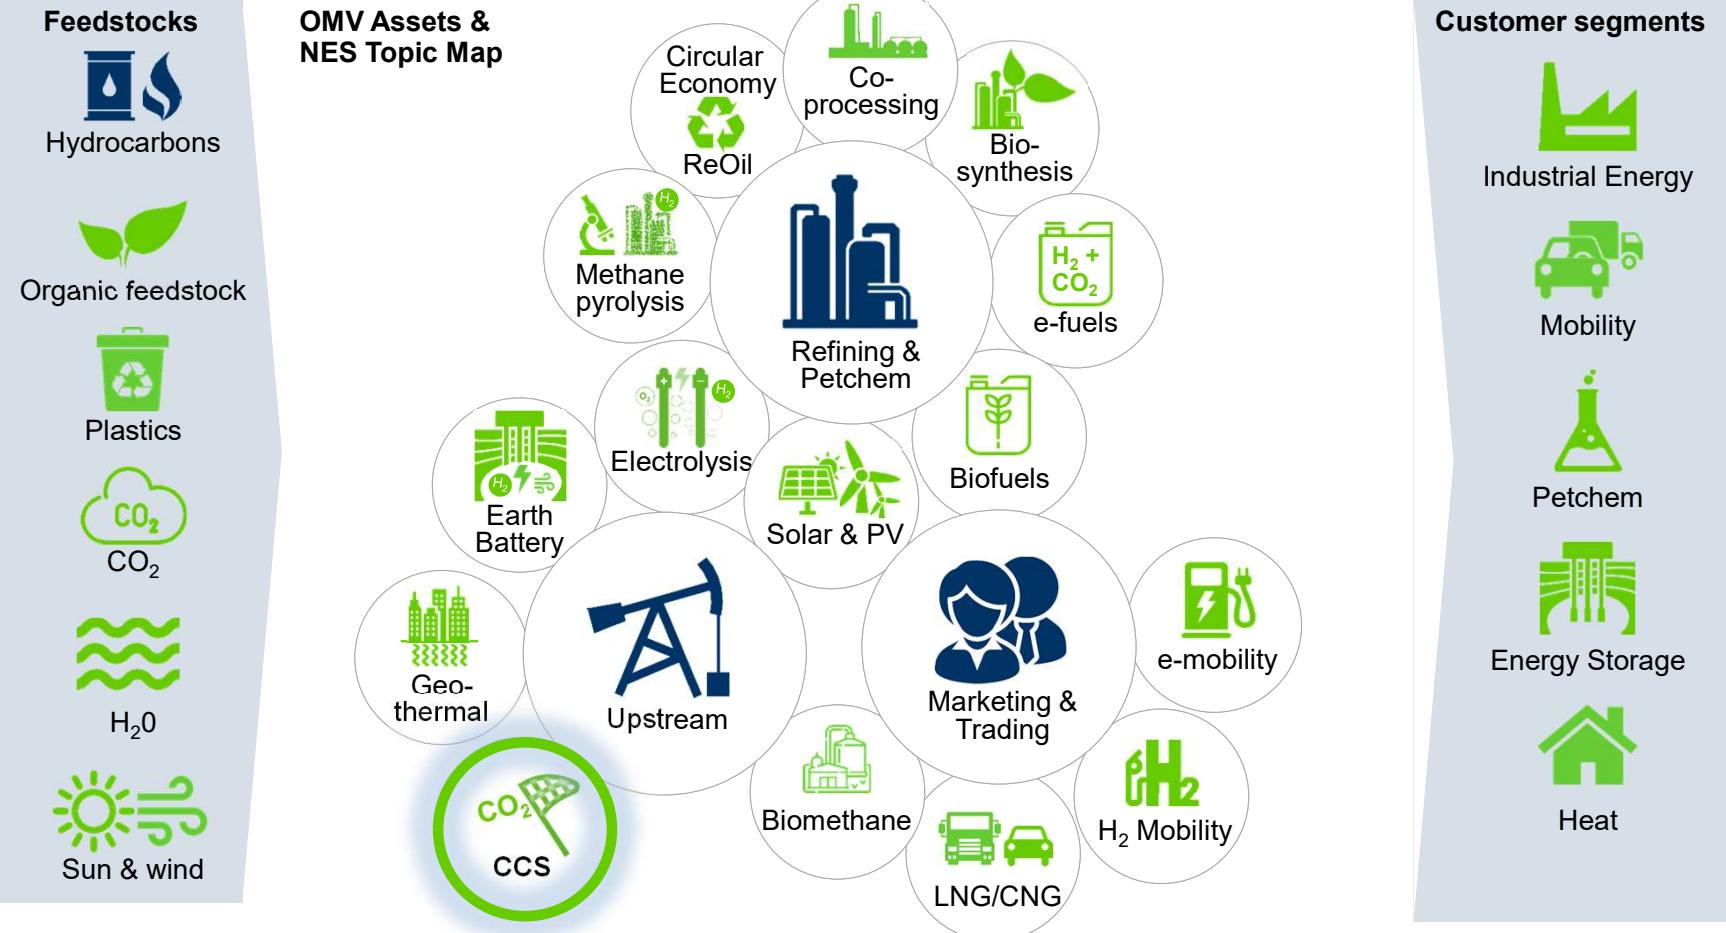 Feedstocks
Hydrocarbons
Organic feedstock
Plastics
CO₂
CO₂
H₂0
Sun & wind
OMV Assets &
NES Topic Map
Circular
Economy
ReOil
Co-
processing
Bio-
synthesis
H₂
Methane
pyrolysis
Refining &
Petchem
H₂ +
CO₂
e-fuels
+ −
O₂
H₂
Electrolysis
H₂
Earth
Battery
Solar & PV
Biofuels
Geo-
thermal
Upstream
Marketing &
Trading
e-mobility
CO₂
CCS
Biomethane
LNG/CNG
H₂
H₂ Mobility
Customer segments
Industrial Energy
Mobility
Petchem
Energy Storage
Heat